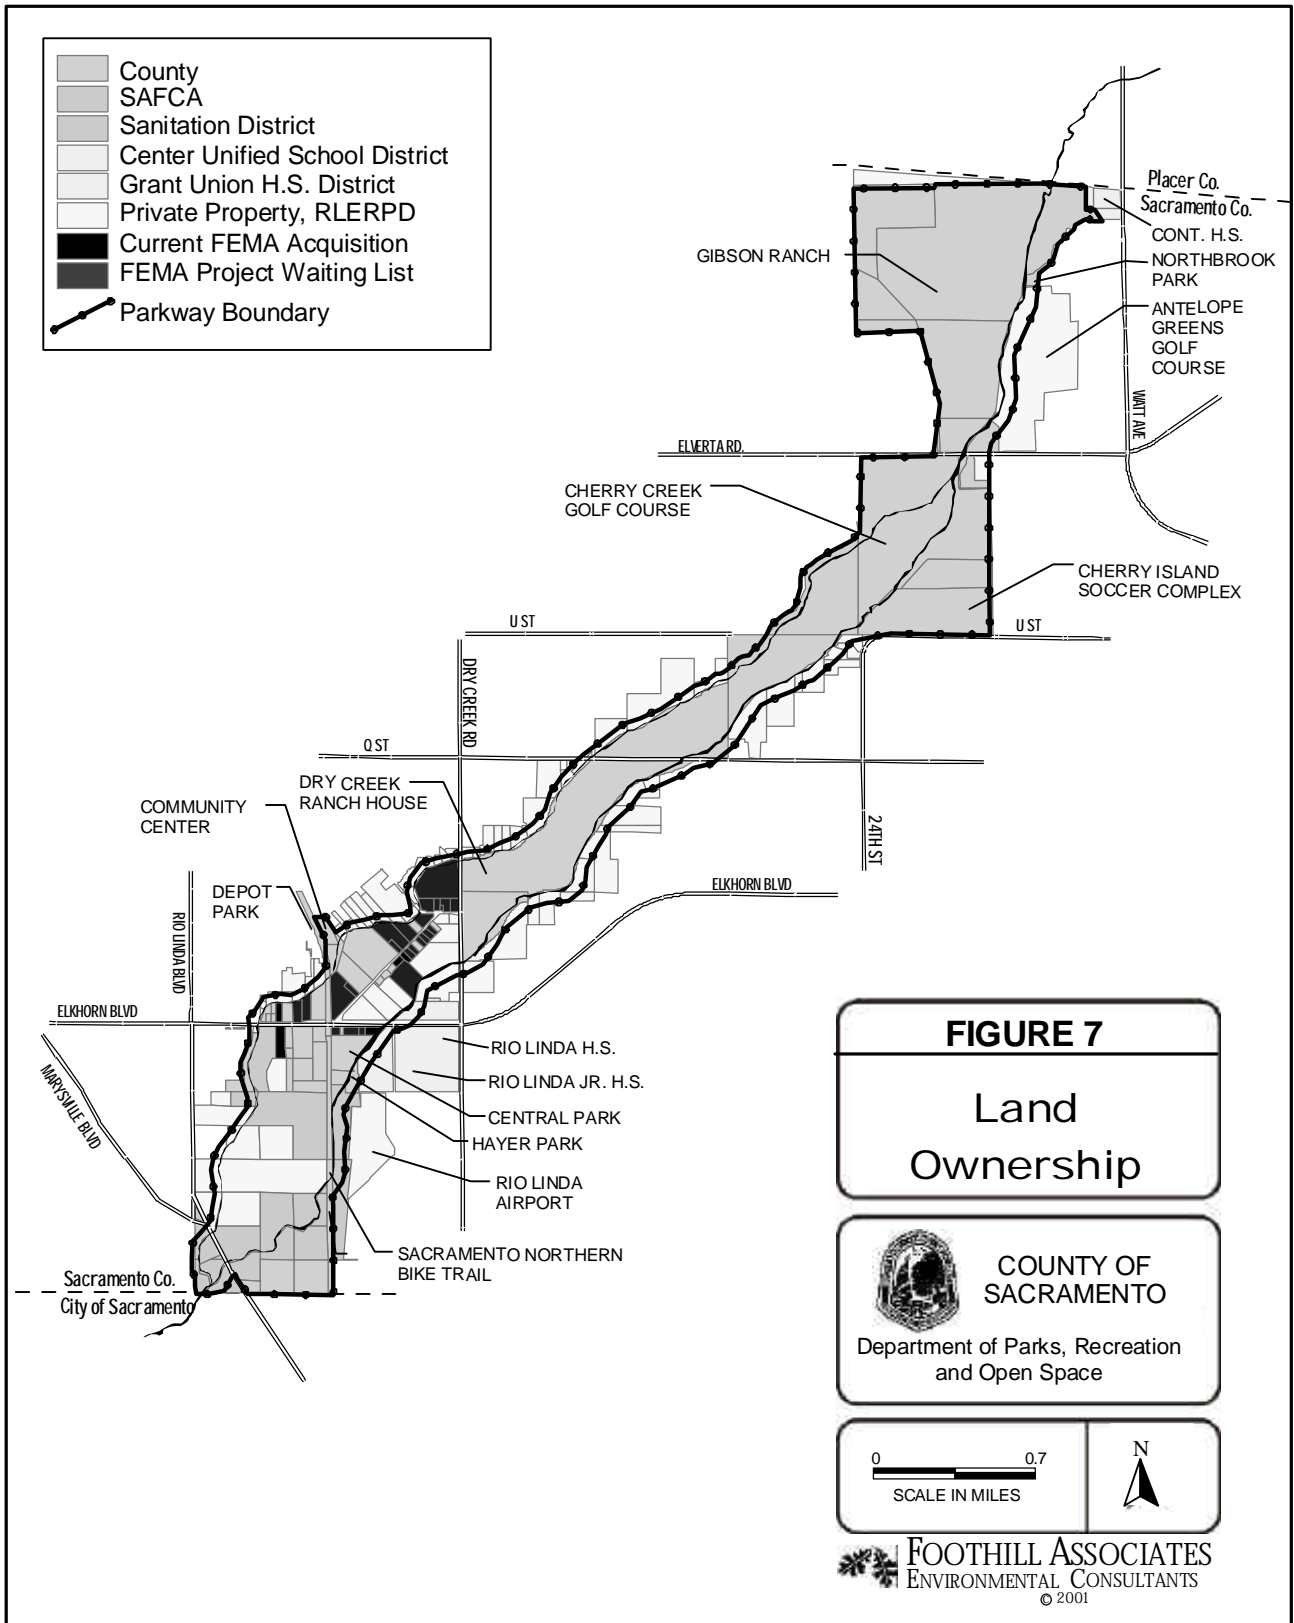 County
SAFCA
Sanitation District
Center Unified School District
Grant Union H.S. District
Private Property, RLERPD
Current FEMA Acquisition
FEMA Project Waiting List
Parkway Boundary
Placer Co.
Sacramento Co.
CONT. H.S.
GIBSON RANCH
NORTHBROOK
PARK
ANTELOPE
GREENS
GOLF
COURSE
WATT AVE
ELVERTA RD.
CHERRY CREEK
GOLF COURSE
CHERRY ISLAND
SOCCER COMPLEX
U ST
U ST
DRY CREEK RD
Q ST
DRY CREEK
RANCH HOUSE
COMMUNITY
CENTER
24TH ST
DEPOT
PARK
ELKHORN BLVD
RIO LINDA BLVD
ELKHORN BLVD
RIO LINDA H.S.
MARYSVILLE BLVD
RIO LINDA JR. H.S.
CENTRAL PARK
HAYER PARK
RIO LINDA
AIRPORT
SACRAMENTO NORTHERN
BIKE TRAIL
Sacramento Co.
City of Sacramento
FIGURE 7
Land
Ownership
COUNTY OF
SACRAMENTO
Department of Parks, Recreation
and Open Space
0 0.7
SCALE IN MILES
N
FOOTHILL ASSOCIATES
ENVIRONMENTAL CONSULTANTS
© 2001